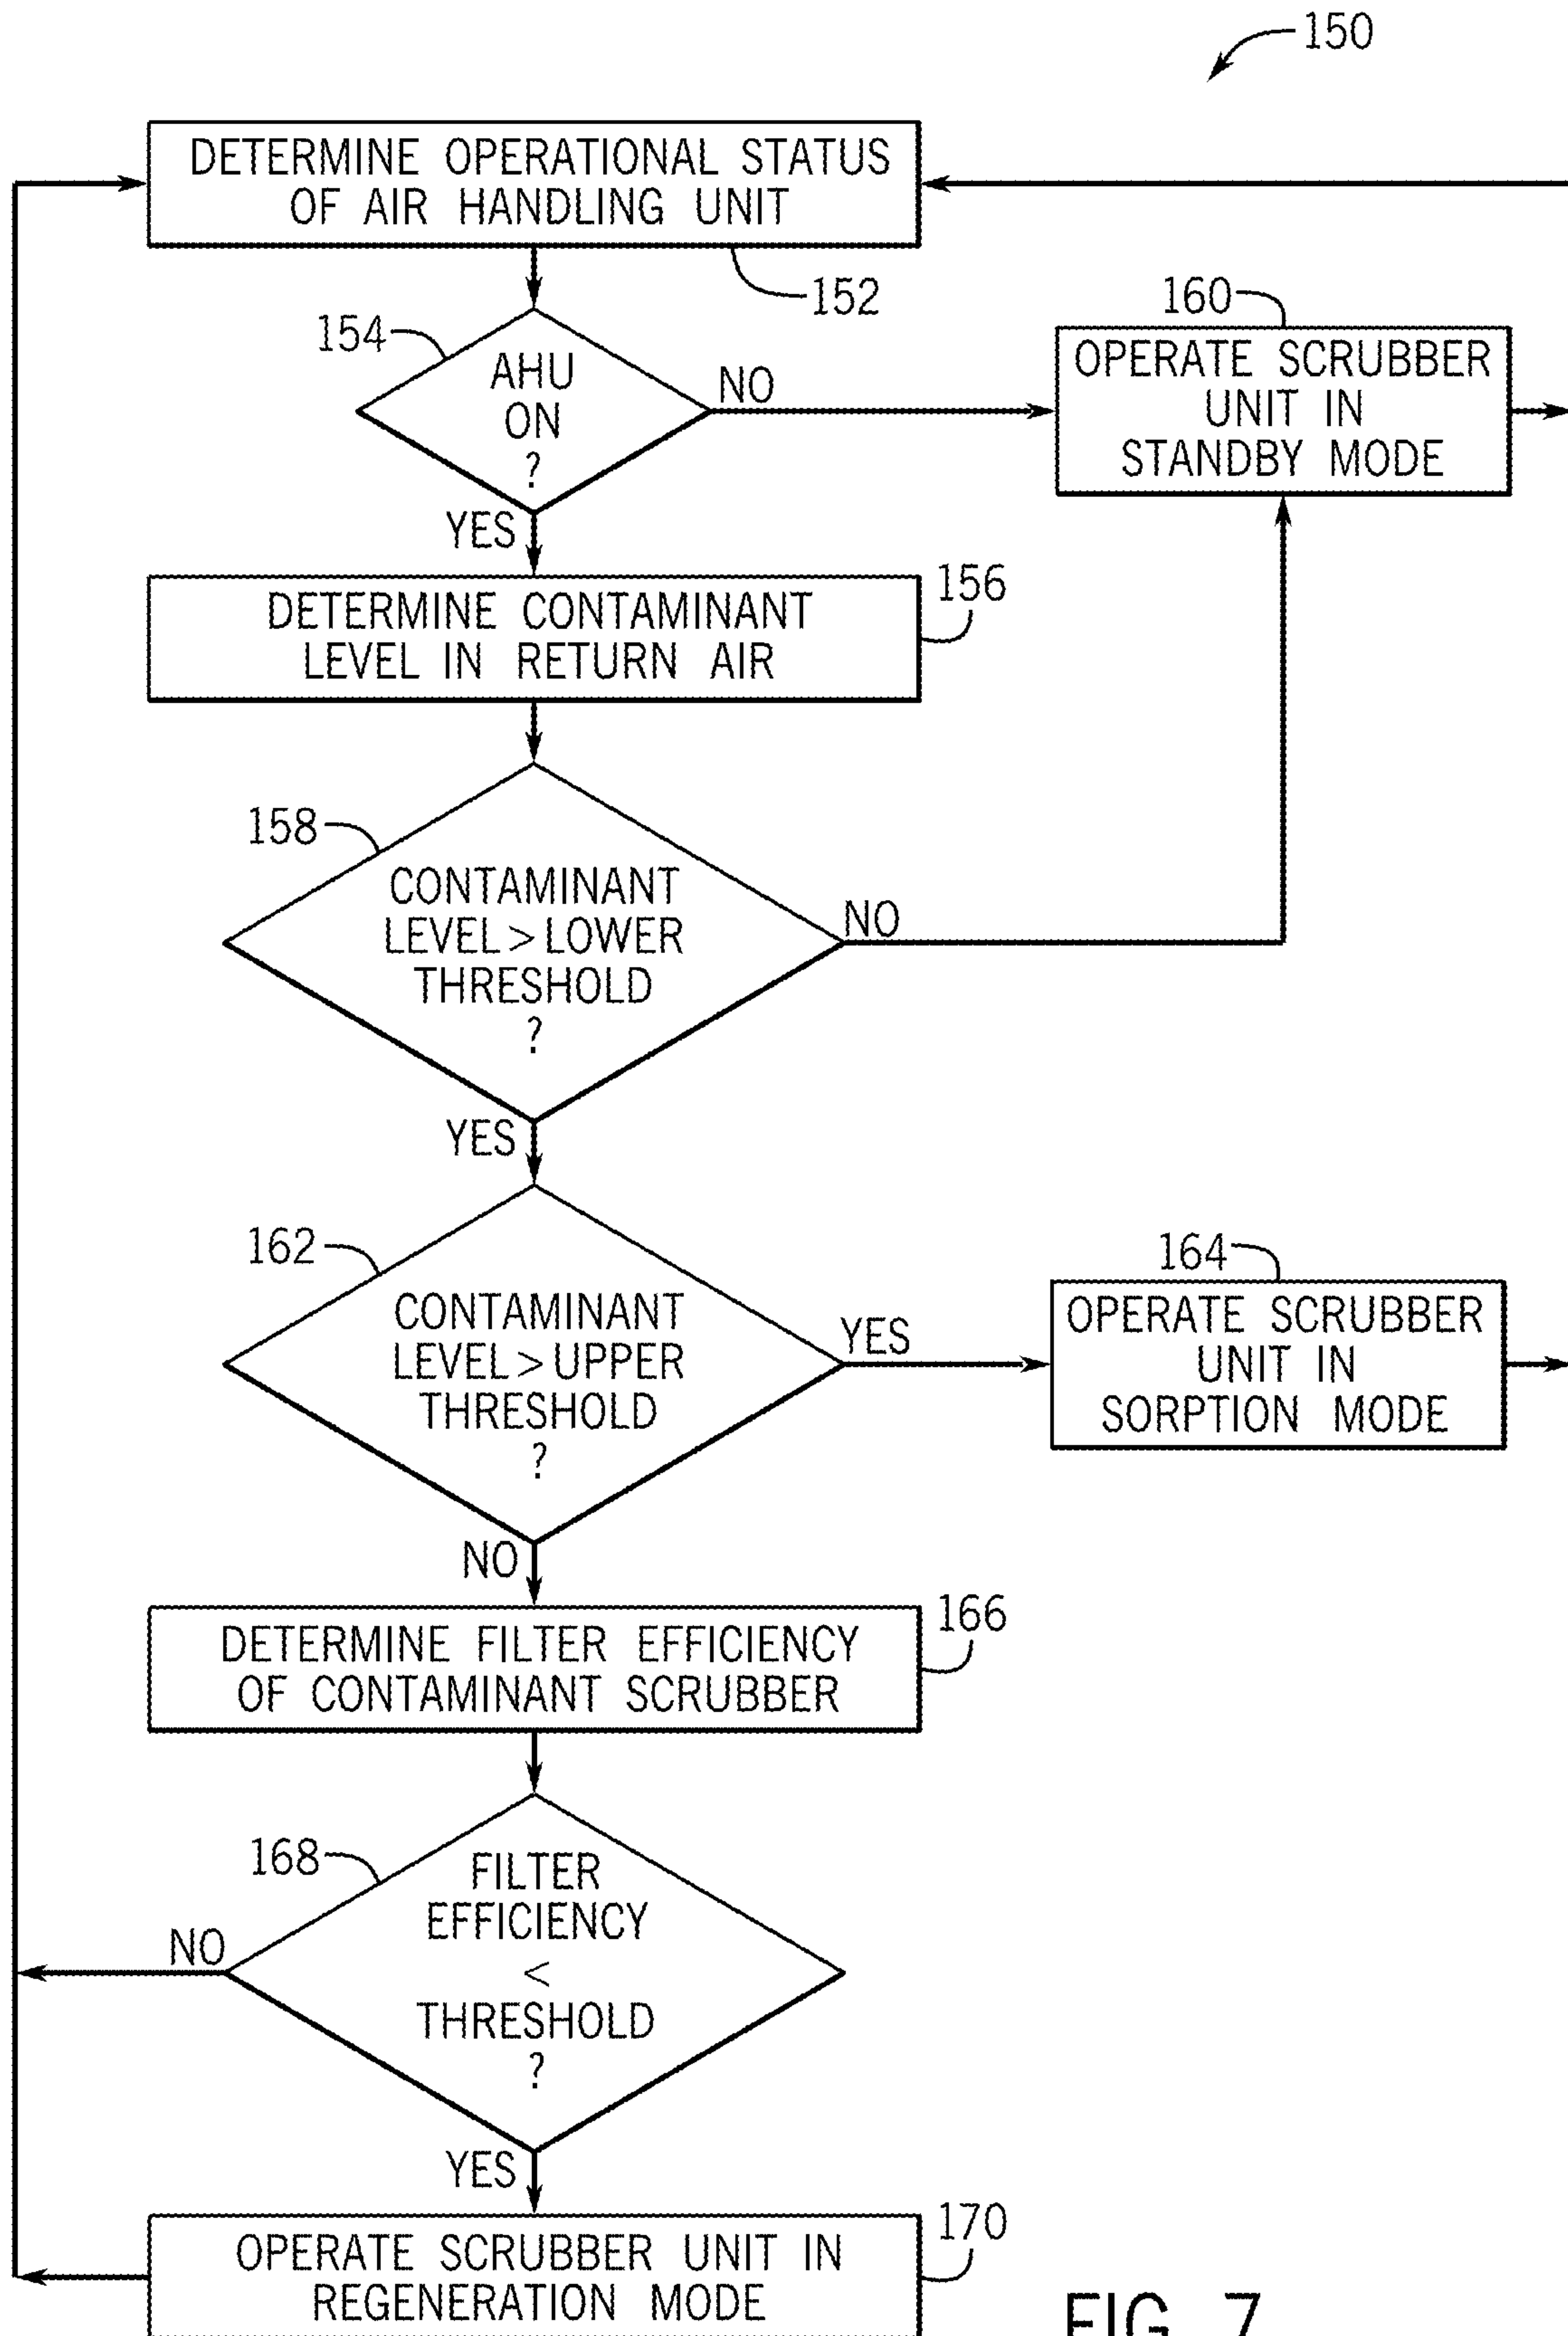 150
DETERMINE OPERATIONAL STATUS
OF AIR HANDLING UNIT
152
154
AHU
ON
?
NO
YES
160
OPERATE SCRUBBER
UNIT IN
STANDBY MODE
DETERMINE CONTAMINANT
LEVEL IN RETURN AIR
156
158
CONTAMINANT
LEVEL > LOWER
THRESHOLD
?
NO
YES
162
CONTAMINANT
LEVEL > UPPER
THRESHOLD
?
YES
NO
164
OPERATE SCRUBBER
UNIT IN
SORPTION MODE
DETERMINE FILTER EFFICIENCY
OF CONTAMINANT SCRUBBER
166
168
FILTER
EFFICIENCY
<
THRESHOLD
?
NO
YES
OPERATE SCRUBBER UNIT IN
REGENERATION MODE
170
FIG. 7